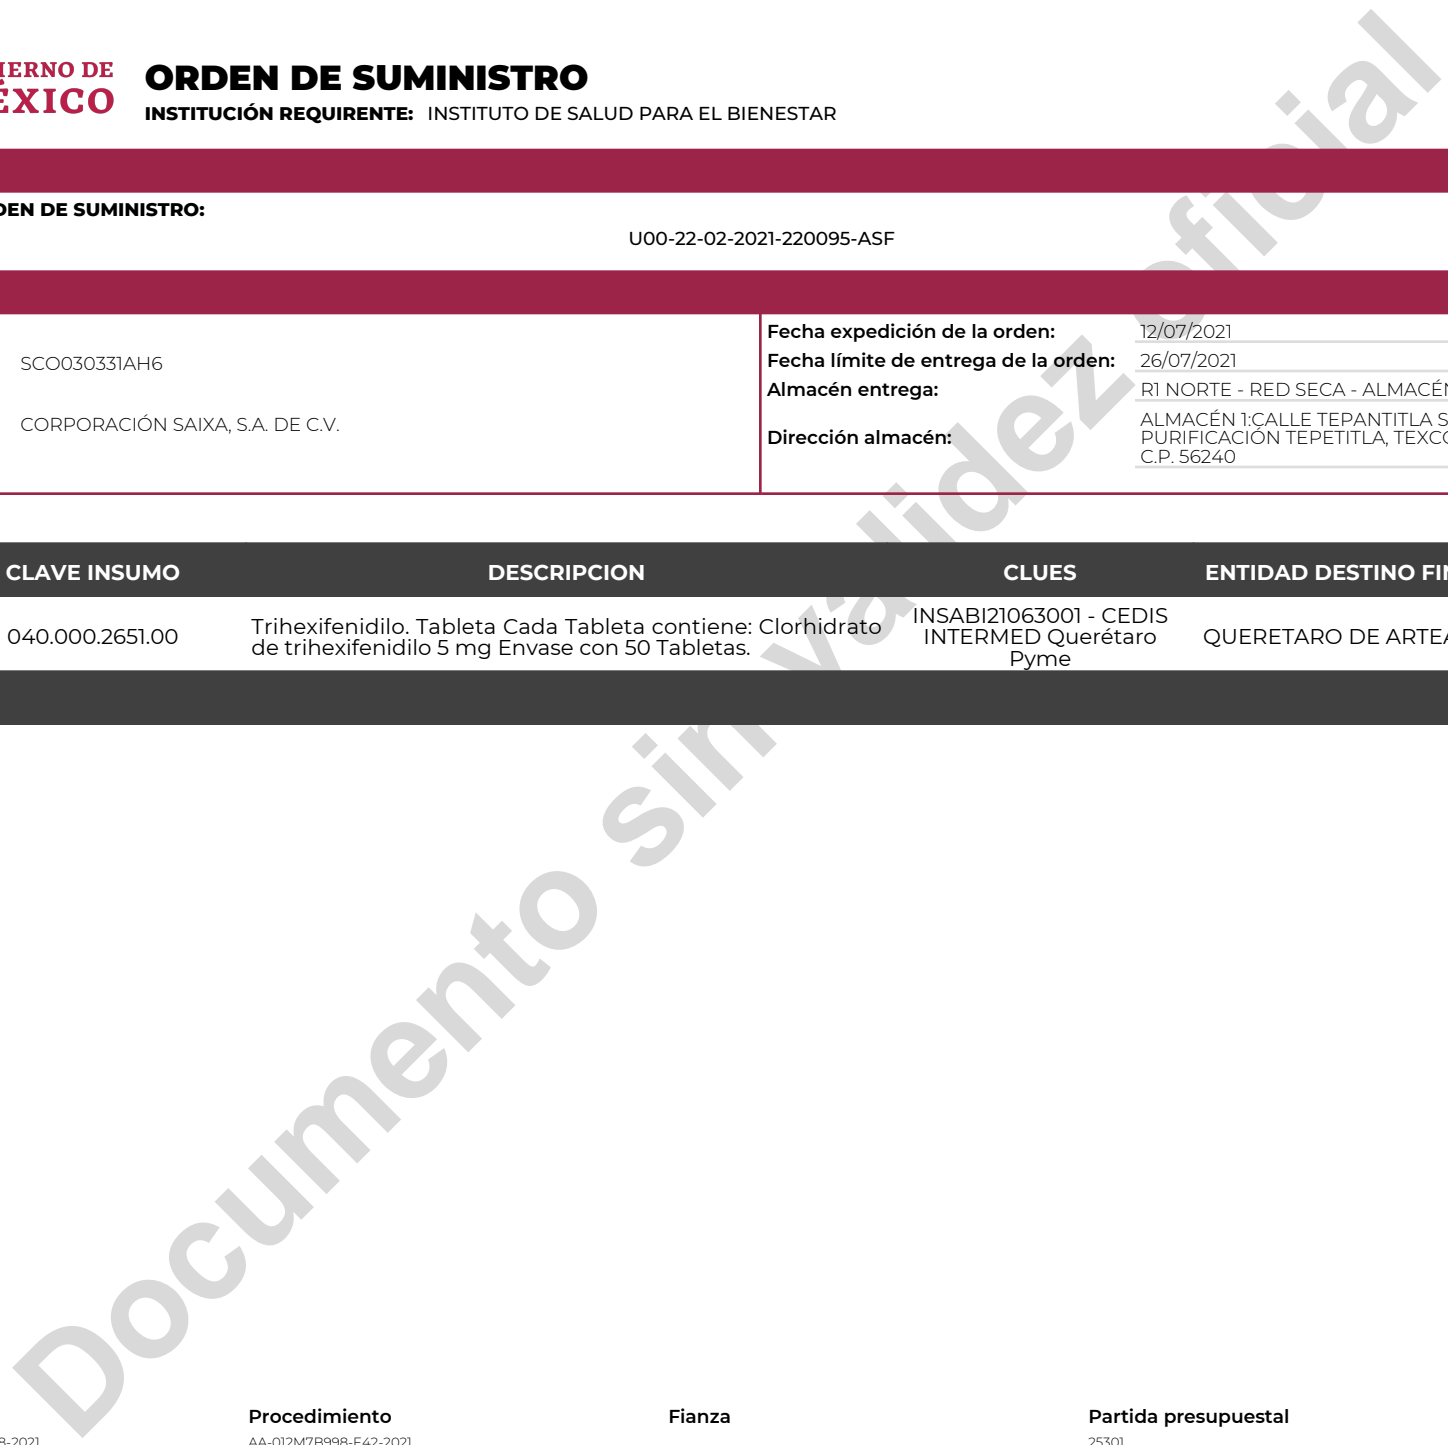 IERNO DE
ÉXICO
ORDEN DE SUMINISTRO
INSTITUCIÓN REQUIRENTE: INSTITUTO DE SALUD PARA EL BIENESTAR
DEN DE SUMINISTRO:
U00-22-02-2021-220095-ASF
SCO030331AH6
CORPORACIÓN SAIXA, S.A. DE C.V.
Fecha expedición de la orden: 12/07/2021
Fecha límite de entrega de la orden: 26/07/2021
Almacén entrega: R1 NORTE - RED SECA - ALMACÉN
Dirección almacén:
ALMACÉN 1:CALLE TEPANTITLA S
PURIFICACIÓN TEPETITLA, TEXCO
C.P. 56240
CLAVE INSUMO DESCRIPCION CLUES ENTIDAD DESTINO FIN
040.000.2651.00
Trihexifenidilo. Tableta Cada Tableta contiene: Clorhidrato
de trihexifenidilo 5 mg Envase con 50 Tabletas.
INSABI21063001 - CEDIS
INTERMED Querétaro
Pyme
QUERETARO DE ARTEA
Documento sin validez oficial
Procedimiento Fianza Partida presupuestal
8-2021 AA-012M7B998-E42-2021 25301